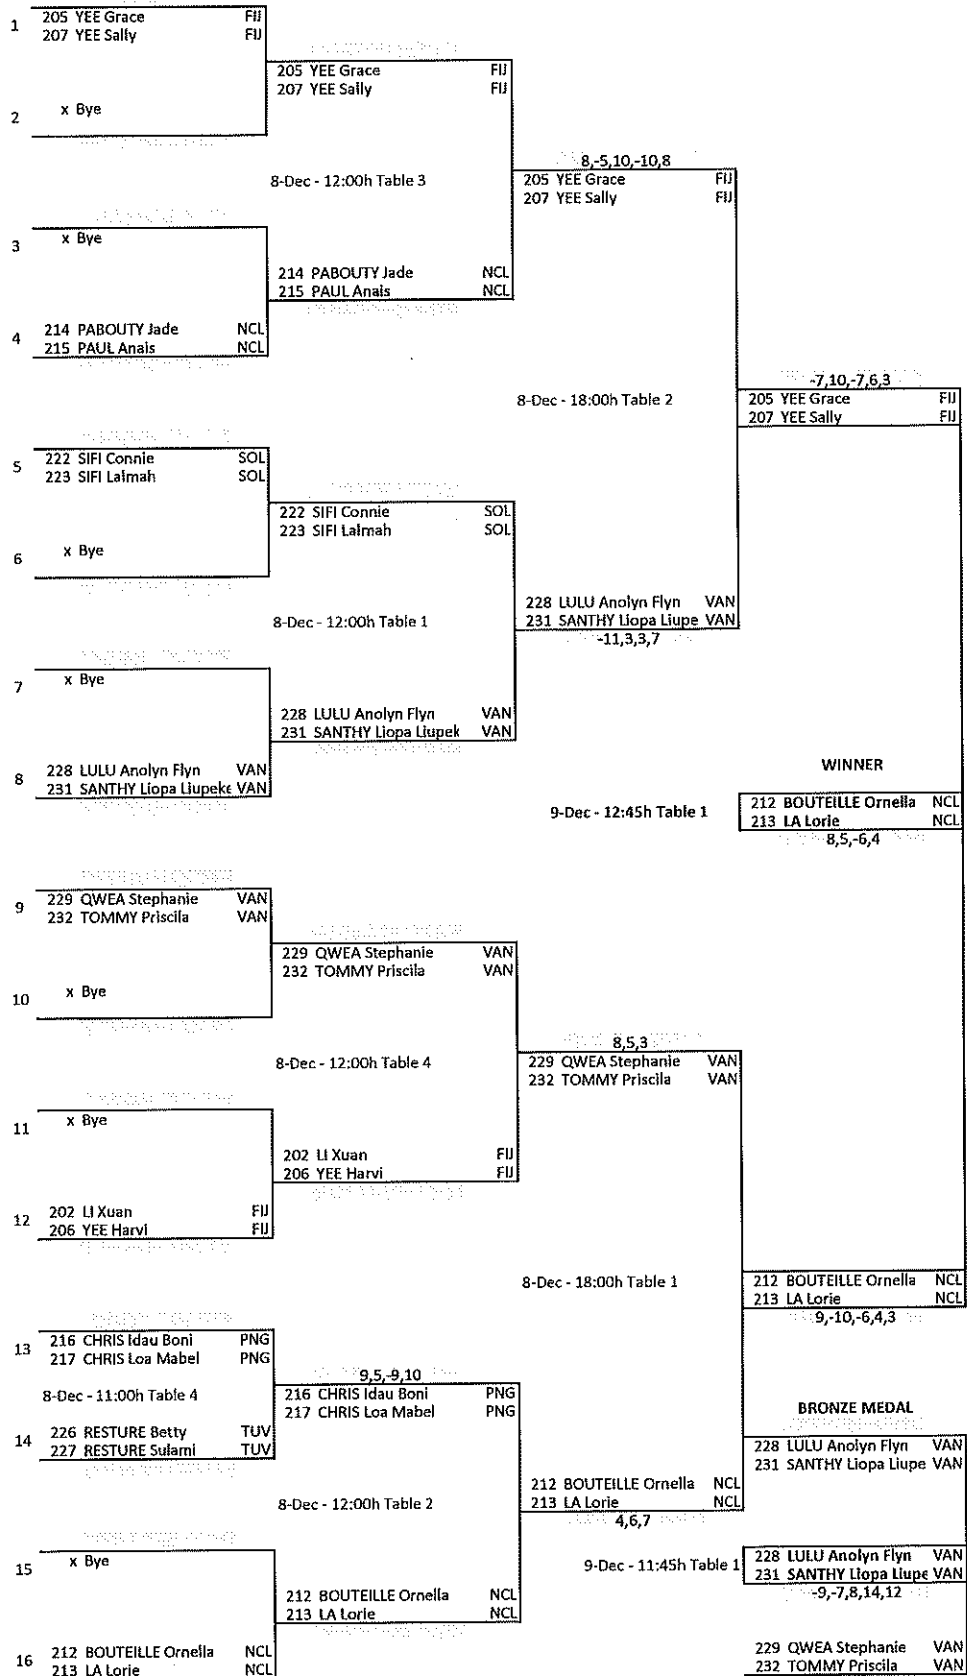 1
205 YEE Grace FIJ
207 YEE Sally FIJ
2
x Bye
3
x Bye
4
214 PABOUTY Jade NCL
215 PAUL Anais NCL
5
222 SIFI Connie SOL
223 SIFI Laimah SOL
6
x Bye
7
x Bye
8
228 LULU Anolyn Flyn VAN
231 SANTHY Liopa Liupeke VAN
9
229 QWEA Stephanie VAN
232 TOMMY Priscila VAN
10
x Bye
11
x Bye
12
202 LI Xuan FIJ
206 YEE Harvi FIJ
13
216 CHRIS Idau Boni PNG
217 CHRIS Loa Mabel PNG
8-Dec - 11:00h Table 4
14
226 RESTURE Betty TUV
227 RESTURE Sulami TUV
15
x Bye
16
212 BOUTEILLE Ornella NCL
213 LA Lorie NCL
205 YEE Grace FIJ
207 YEE Sally FIJ
8-Dec - 12:00h Table 3
214 PABOUTY Jade NCL
215 PAUL Anais NCL
222 SIFI Connie SOL
223 SIFI Laimah SOL
8-Dec - 12:00h Table 1
228 LULU Anolyn Flyn VAN
231 SANTHY Liopa Liupek VAN
229 QWEA Stephanie VAN
232 TOMMY Priscila VAN
8-Dec - 12:00h Table 4
202 LI Xuan FIJ
206 YEE Harvi FIJ
9,5,-9,10
216 CHRIS Idau Boni PNG
217 CHRIS Loa Mabel PNG
8-Dec - 12:00h Table 2
212 BOUTEILLE Ornella NCL
213 LA Lorie NCL
8,-5,10,-10,8
205 YEE Grace FIJ
207 YEE Sally FIJ
8-Dec - 18:00h Table 2
228 LULU Anolyn Flyn VAN
231 SANTHY Liopa Liupe VAN
-11,3,3,7
8,5,3
229 QWEA Stephanie VAN
232 TOMMY Priscila VAN
8-Dec - 18:00h Table 1
212 BOUTEILLE Ornella NCL
213 LA Lorie NCL
4,6,7
-7,10,-7,6,3
205 YEE Grace FIJ
207 YEE Sally FIJ
WINNER
9-Dec - 12:45h Table 1
212 BOUTEILLE Ornella NCL
213 LA Lorie NCL
8,5,-6,4
212 BOUTEILLE Ornella NCL
213 LA Lorie NCL
9,-10,-6,4,3
BRONZE MEDAL
228 LULU Anolyn Flyn VAN
231 SANTHY Liopa Liupe VAN
9-Dec - 11:45h Table 1
228 LULU Anolyn Flyn VAN
231 SANTHY Liopa Liupe VAN
-9,-7,8,14,12
229 QWEA Stephanie VAN
232 TOMMY Priscila VAN